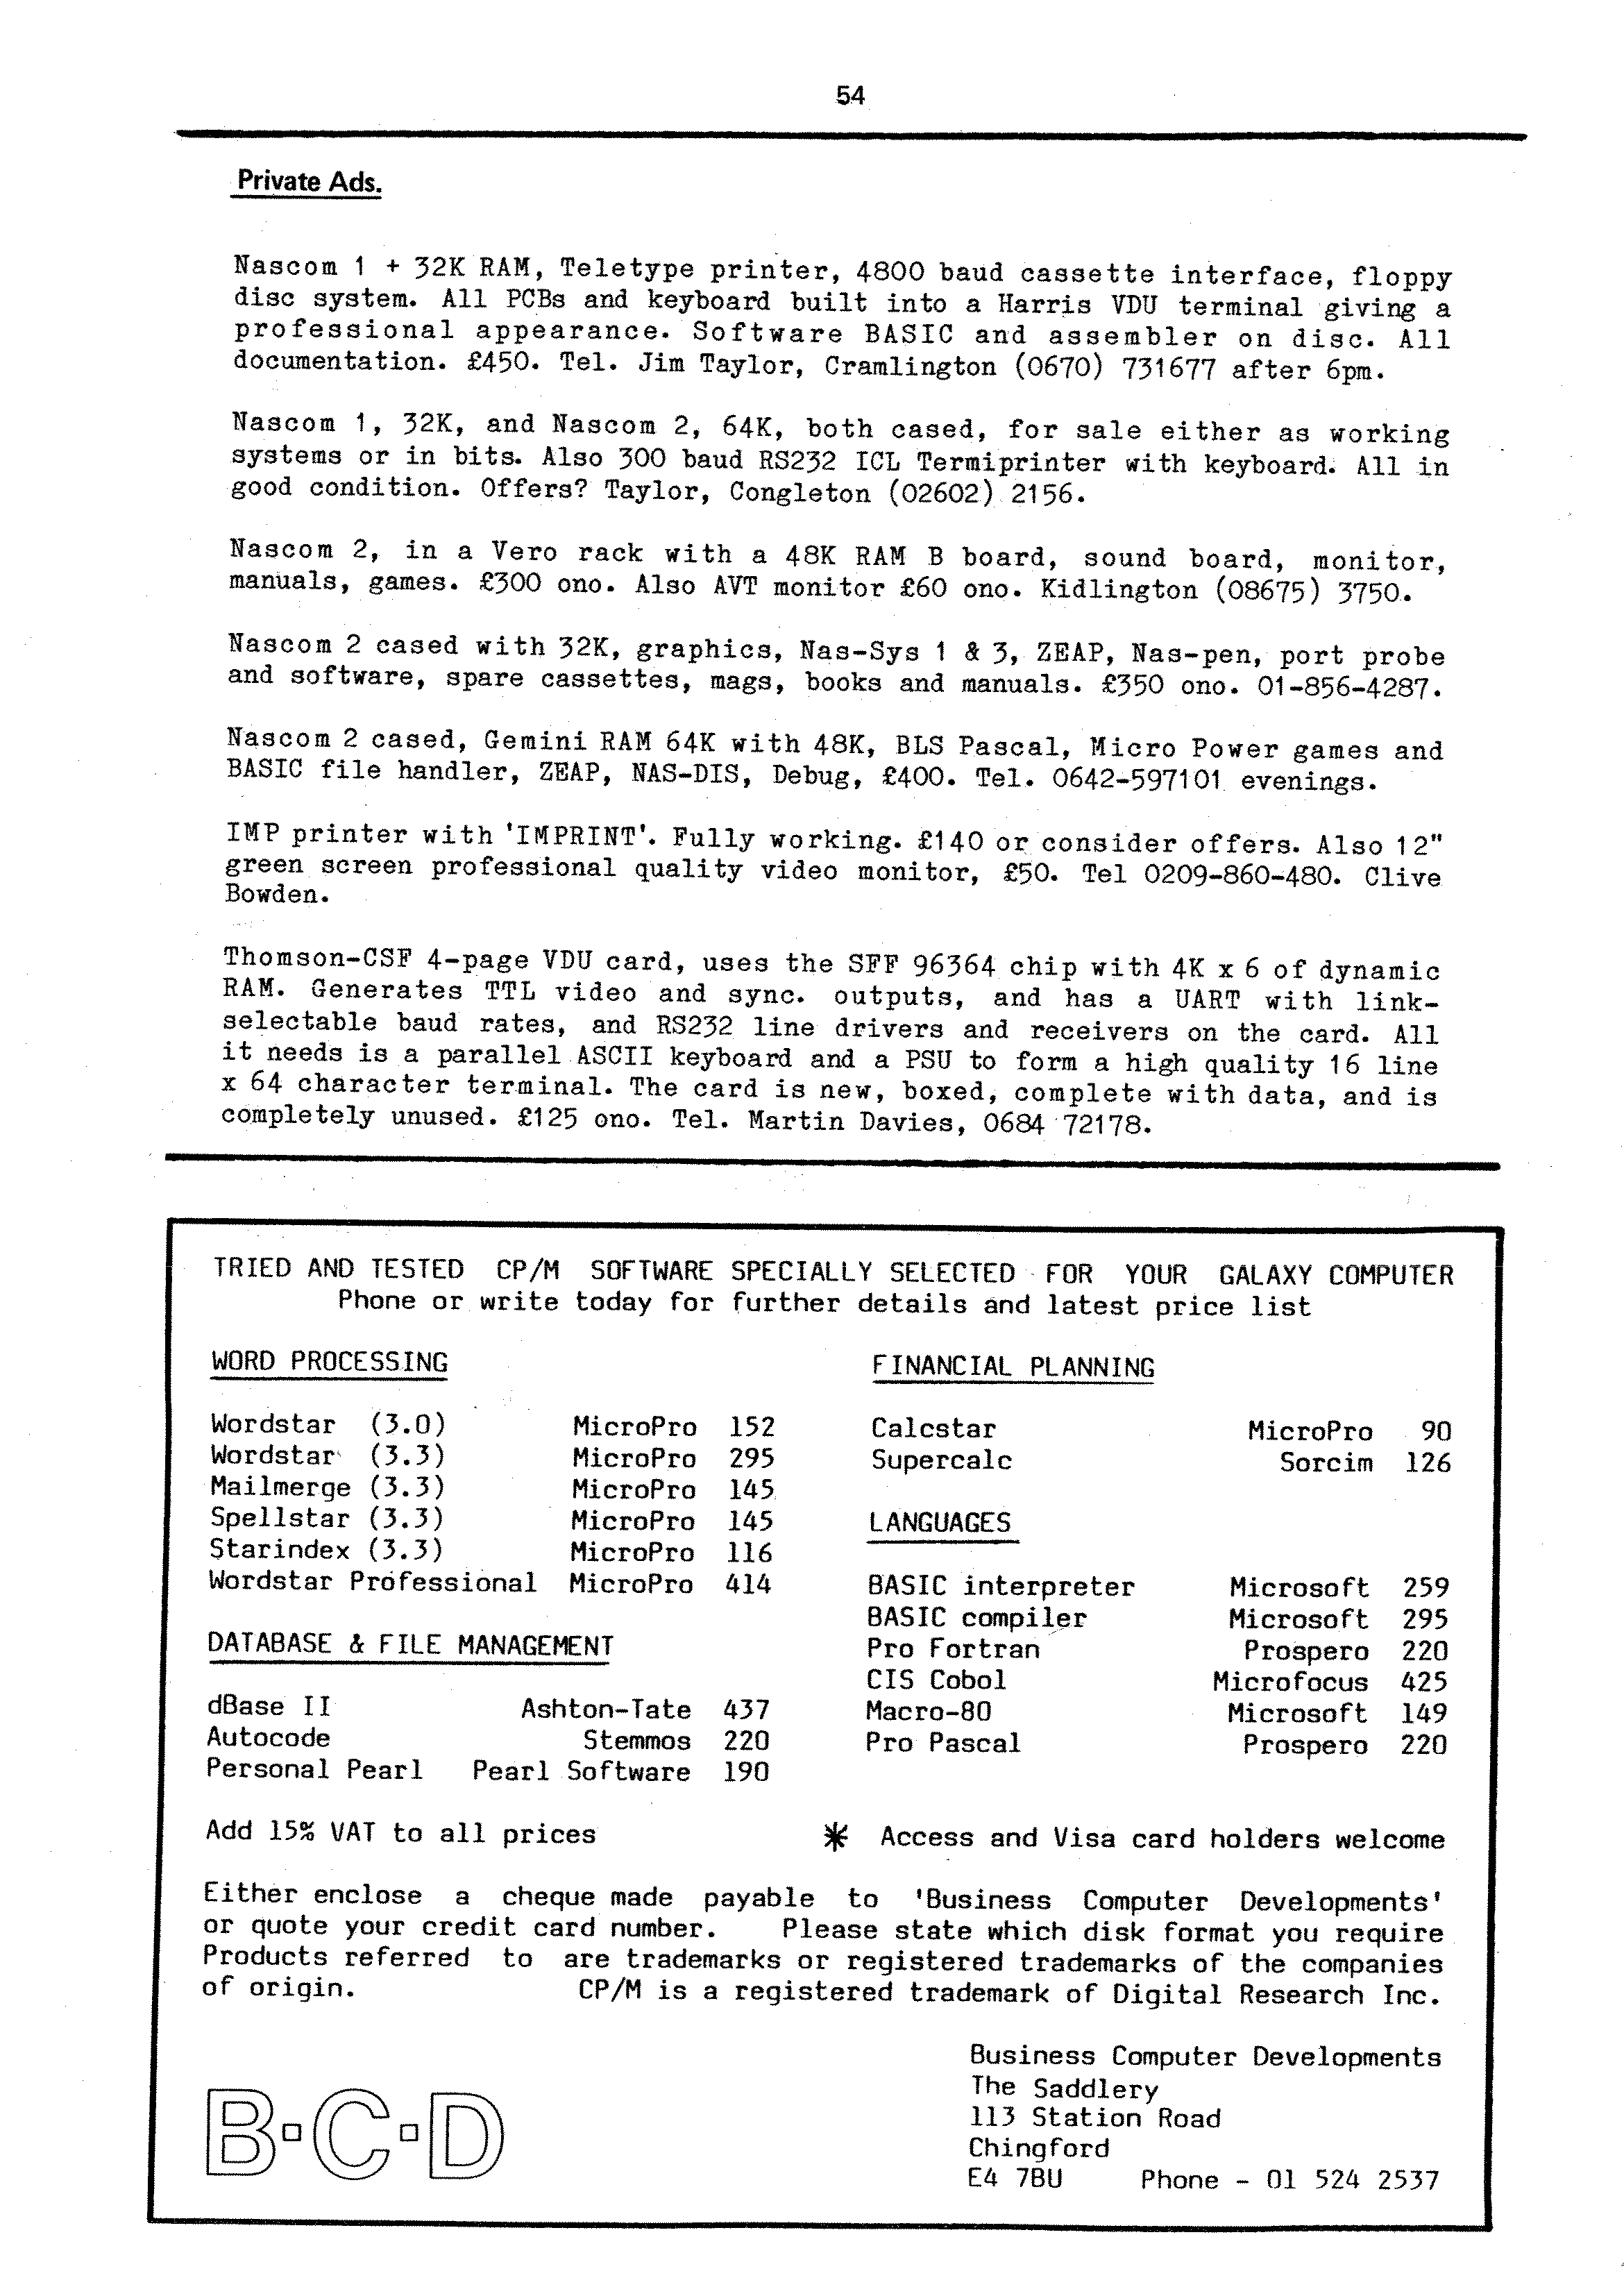 54
Private Ads.
Nascom 1 + 32K RAM, Teletype printer, 4800 baud cassette interface, floppy
disc system. All PCBs and keyboard built into a Harris VDU terminal giving a
professional appearance. Software BASIC and assembler on disc. All
documentation. £450. Tel. Jim Taylor, Cramlington (0670) 731677 after 6pm.
Nascom 1, 32K, and Nascom 2, 64K, both cased, for sale either as working
systems or in bits. Also 300 baud RS232 ICL Termiprinter with keyboard. All in
good condition. Offers? Taylor, Congleton (02602) 2156.
Nascom 2, in a Vero rack with a 48K RAM B board, sound board, monitor,
manuals, games. £300 ono. Also AVT monitor £60 ono. Kidlington (08675) 3750.
Nascom 2 cased with 32K, graphics, Nas-Sys 1 & 3, ZEAP, Nas-pen, port probe
and software, spare cassettes, mags, books and manuals. £350 ono. 01-856-4287.
Nascom 2 cased, Gemini RAM 64K with 48K, BLS Pascal, Micro Power games and
BASIC file handler, ZEAP, NAS-DIS, Debug, £400. Tel. 0642-597101 evenings.
IMP printer with 'IMPRINT'. Fully working. £140 or consider offers. Also 12"
green screen professional quality video monitor, £50. Tel 0209-860-480. Clive
Bowden.
Thomson-CSF 4-page VDU card, uses the SFF 96364 chip with 4K x 6 of dynamic
RAM. Generates TTL video and sync. outputs, and has a UART with link-
selectable baud rates, and RS232 line drivers and receivers on the card. All
it needs is a parallel ASCII keyboard and a PSU to form a high quality 16 line
x 64 character terminal. The card is new, boxed, complete with data, and is
completely unused. £125 ono. Tel. Martin Davies, 0684 72178.
TRIED AND TESTED CP/M SOFTWARE SPECIALLY SELECTED FOR YOUR GALAXY COMPUTER
Phone or write today for further details and latest price list
WORD PROCESSING
Wordstar (3.0) MicroPro 152
Wordstar (3.3) MicroPro 295
Mailmerge (3.3) MicroPro 145
Spellstar (3.3) MicroPro 145
Starindex (3.3) MicroPro 116
Wordstar Professional MicroPro 414
DATABASE & FILE MANAGEMENT
dBase II Ashton-Tate 437
Autocode Stemmos 220
Personal Pearl Pearl Software 190
FINANCIAL PLANNING
Calcstar MicroPro 90
Supercalc Sorcim 126
LANGUAGES
BASIC interpreter Microsoft 259
BASIC compiler Microsoft 295
Pro Fortran Prospero 220
CIS Cobol Microfocus 425
Macro-80 Microsoft 149
Pro Pascal Prospero 220
Add 15% VAT to all prices
* Access and Visa card holders welcome
Either enclose a cheque made payable to 'Business Computer Developments'
or quote your credit card number. Please state which disk format you require
Products referred to are trademarks or registered trademarks of the companies
of origin. CP/M is a registered trademark of Digital Research Inc.
B·C·D
Business Computer Developments
The Saddlery
113 Station Road
Chingford
E4 7BU Phone - 01 524 2537